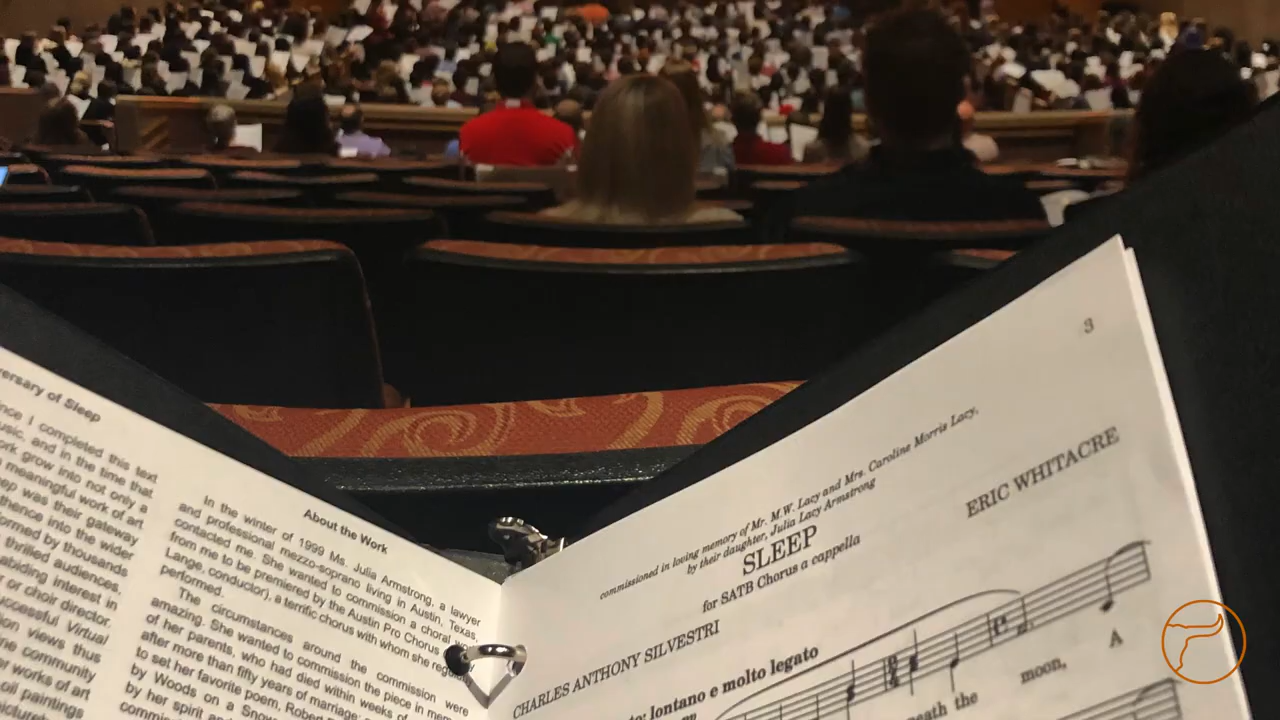 ersary of Sleep
nce I completed this text
usic, and in the time that
ork grow into not only a
meaningful work of art
ep was their gateway
thence into the wider
ormed by thousands
thrilled audiences,
abiding interest in
r or choir director.
ccessful Virtual
ion views thus
ne community
r works of art
oil paintings
About the Work
In the winter of 1999 Ms. Julia Armstrong, a lawyer
and professional mezzo-soprano living in Austin, Texas,
contacted me. She wanted to commission a choral
from me to be premiered by the Austin Pro Chorus
Lange, conductor), a terrific chorus with whom she
performed.
The circumstances around the commission were
amazing. She wanted to commission the piece in
of her parents, who had died within weeks of
after more than fifty years of marriage;
to set her favorite poem, Robert
by Woods on a Snow
by her spirit and
3
commissioned in loving memory of Mr. M.W. Lacy and Mrs. Caroline Morris Lacy,
by their daughter, Julia Lacy Armstrong
SLEEP
for SATB Chorus a cappella
ERIC WHITACRE
CHARLES ANTHONY SILVESTRI
lontano e molto legato
neath the moon, A